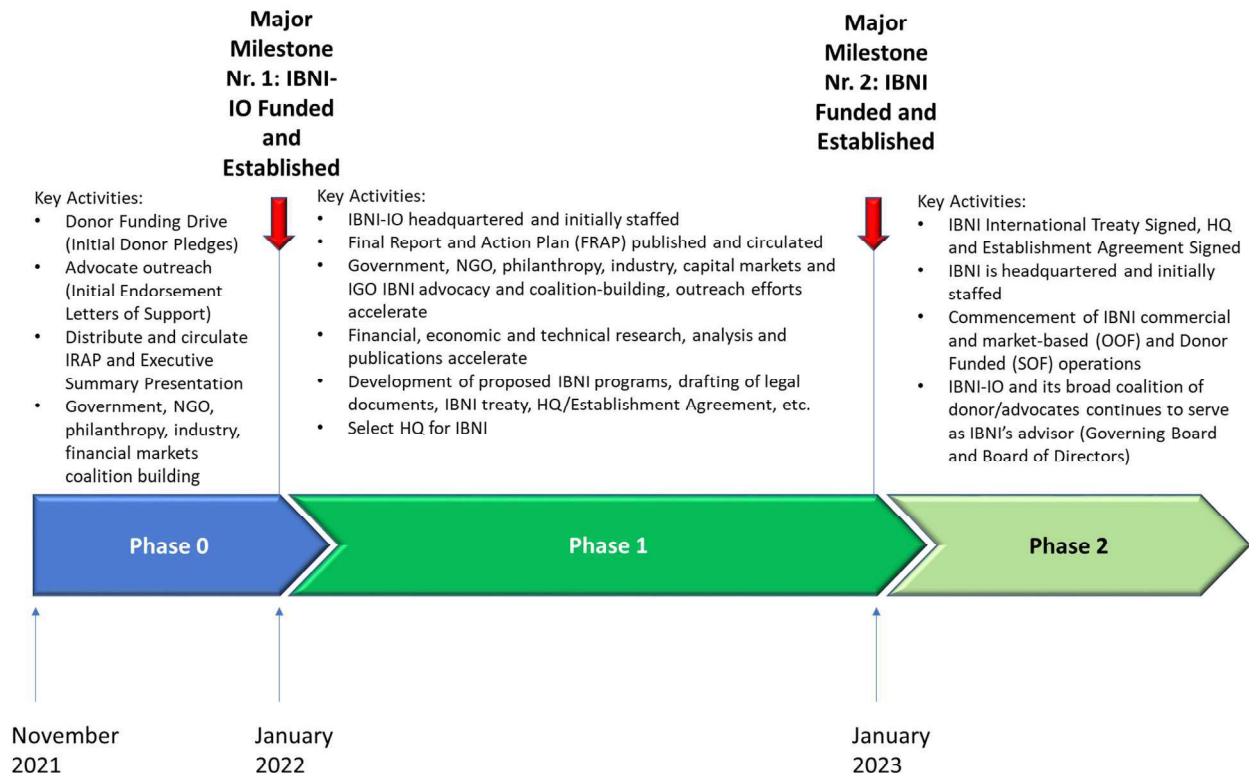 Major
Milestone
Nr. 1: IBNI-
IO Funded
and
Established
Major
Milestone
Nr. 2: IBNI
Funded and
Established
Key Activities:
• Donor Funding Drive
(Initial Donor Pledges)
• Advocate outreach
(Initial Endorsement
Letters of Support)
• Distribute and circulate
IRAP and Executive
Summary Presentation
• Government, NGO,
philanthropy, industry,
financial markets
coalition building
Key Activities:
• IBNI-IO headquartered and initially staffed
• Final Report and Action Plan (FRAP) published and circulated
• Government, NGO, philanthropy, industry, capital markets and
IGO IBNI advocacy and coalition-building, outreach efforts
accelerate
• Financial, economic and technical research, analysis and
publications accelerate
• Development of proposed IBNI programs, drafting of legal
documents, IBNI treaty, HQ/Establishment Agreement, etc.
• Select HQ for IBNI
Key Activities:
• IBNI International Treaty Signed, HQ
and Establishment Agreement Signed
• IBNI is headquartered and initially
staffed
• Commencement of IBNI commercial
and market-based (OOF) and Donor
Funded (SOF) operations
• IBNI-IO and its broad coalition of
donor/advocates continues to serve
as IBNI's advisor (Governing Board
and Board of Directors)
Phase 0
Phase 1
Phase 2
November
2021
January
2022
January
2023